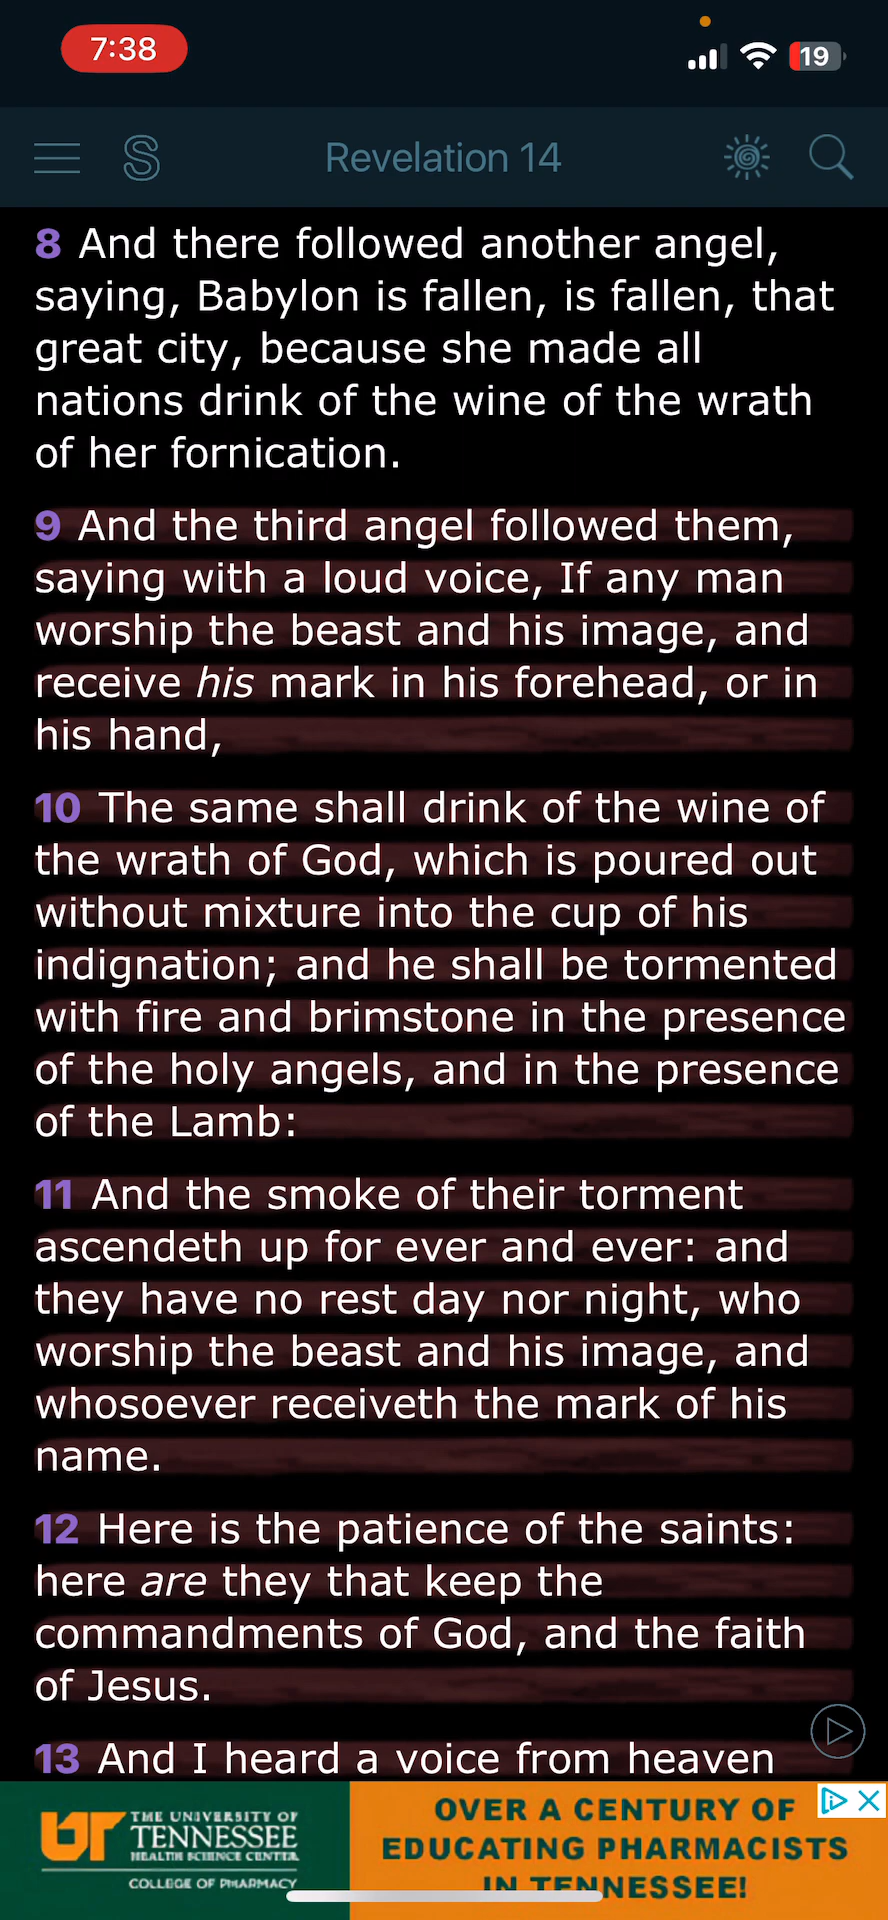 7:38
19
Revelation 14
8 And there followed another angel,
saying, Babylon is fallen, is fallen, that
great city, because she made all
nations drink of the wine of the wrath
of her fornication.
9 And the third angel followed them,
saying with a loud voice, If any man
worship the beast and his image, and
receive his mark in his forehead, or in
his hand,
10 The same shall drink of the wine of
the wrath of God, which is poured out
without mixture into the cup of his
indignation; and he shall be tormented
with fire and brimstone in the presence
of the holy angels, and in the presence
of the Lamb:
11 And the smoke of their torment
ascendeth up for ever and ever: and
they have no rest day nor night, who
worship the beast and his image, and
whosoever receiveth the mark of his
name.
12 Here is the patience of the saints:
here are they that keep the
commandments of God, and the faith
of Jesus.
13 And I heard a voice from heaven
UT
THE UNIVERSITY OF
TENNESSEE
HEALTH SCIENCE CENTER
COLLEGE OF PHARMACY
OVER A CENTURY OF
EDUCATING PHARMACISTS
IN TENNESSEE!